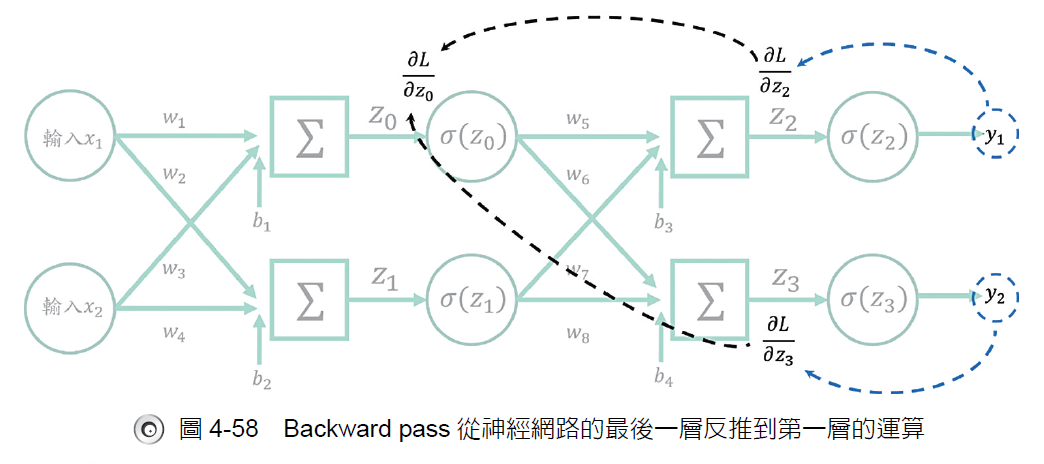 ∂L/∂z₀
∂L/∂z₂
輸入x₁
w₁
Σ
z₀
σ(z₀)
w₅
Σ
z₂
σ(z₂)
y₁
w₂
w₆
b₁
b₃
w₃
w₇
輸入x₂
w₄
Σ
z₁
σ(z₁)
w₈
Σ
z₃
σ(z₃)
y₂
∂L/∂z₃
b₂
b₄
圖 4-58 Backward pass 從神經網路的最後一層反推到第一層的運算